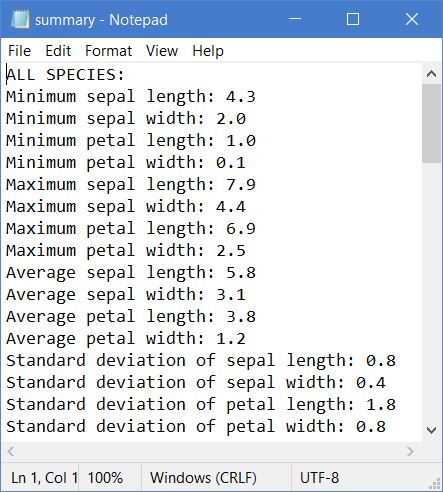 summary - Notepad
File Edit Format View Help
ALL SPECIES:
Minimum sepal length: 4.3
Minimum sepal width: 2.0
Minimum petal length: 1.0
Minimum petal width: 0.1
Maximum sepal length: 7.9
Maximum sepal width: 4.4
Maximum petal length: 6.9
Maximum petal width: 2.5
Average sepal length: 5.8
Average sepal width: 3.1
Average petal length: 3.8
Average petal width: 1.2
Standard deviation of sepal length: 0.8
Standard deviation of sepal width: 0.4
Standard deviation of petal length: 1.8
Standard deviation of petal width: 0.8
Ln 1, Col 1 100% Windows (CRLF) UTF-8